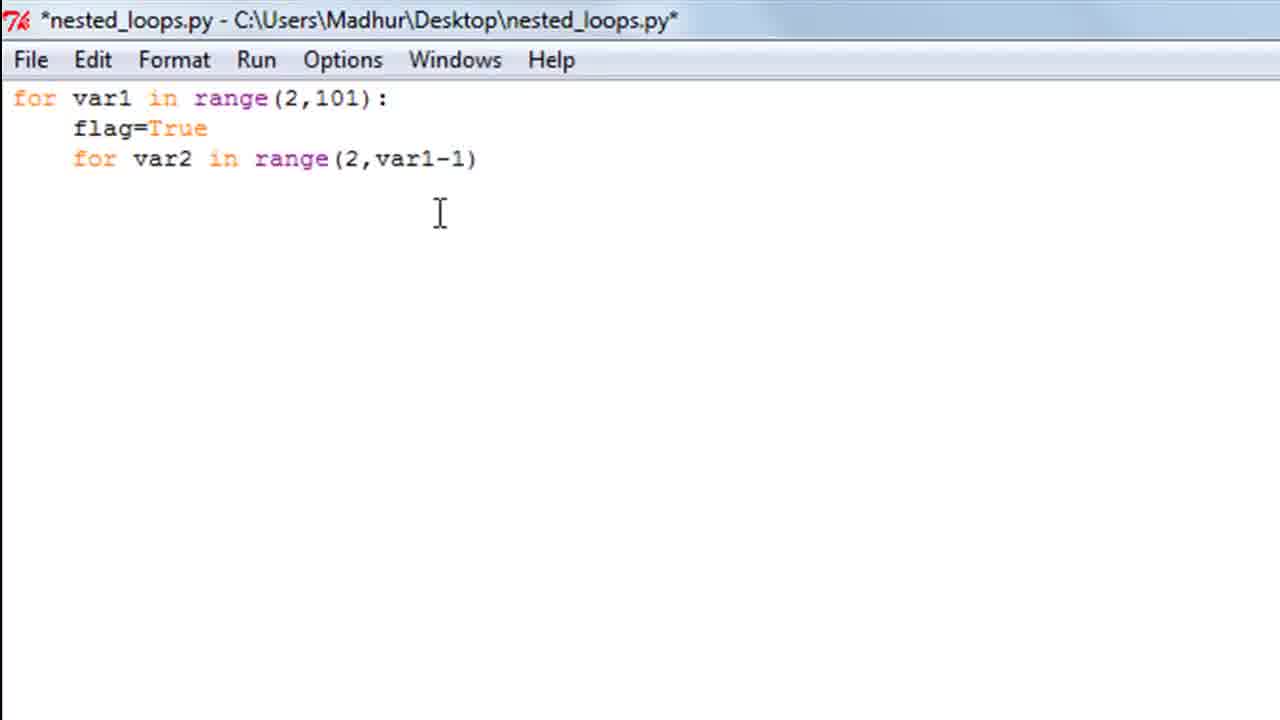 *nested_loops.py - C:\Users\Madhur\Desktop\nested_loops.py*
File Edit Format Run Options Windows Help
for var1 in range(2,101):
    flag=True
    for var2 in range(2,var1-1)